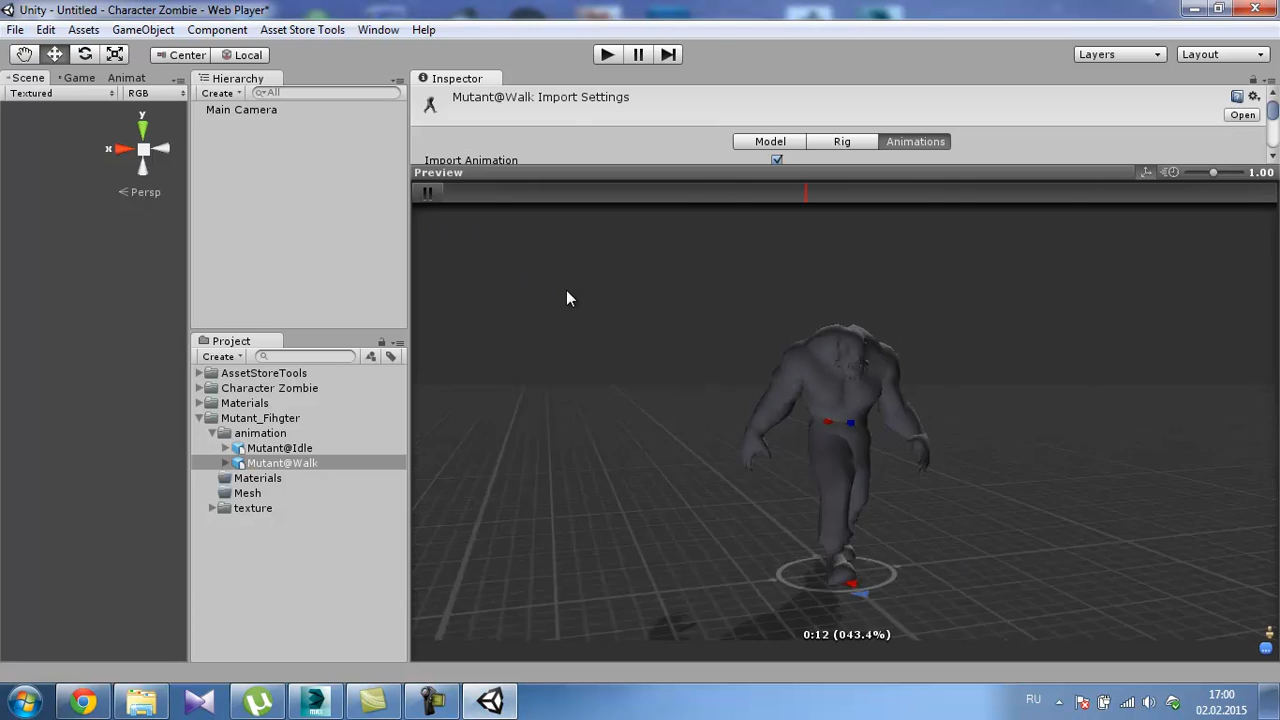 Unity - Untitled - Character Zombie - Web Player*
File Edit Assets GameObject Component Asset Store Tools Window Help
Center Local Layers Layout
Scene Game Animat Hierarchy Inspector
Textured RGB Create All
Mutant@Walk Import Settings
Open
Main Camera
y
x
Persp
Model Rig Animations
Import Animation
Preview 1.00
Project
Create
AssetStoreTools
Character Zombie
Materials
Mutant_Fihgter
animation
Mutant@Idle
Mutant@Walk
Materials
Mesh
texture
0:12 (043.4%)
RU
17:00
02.02.2015